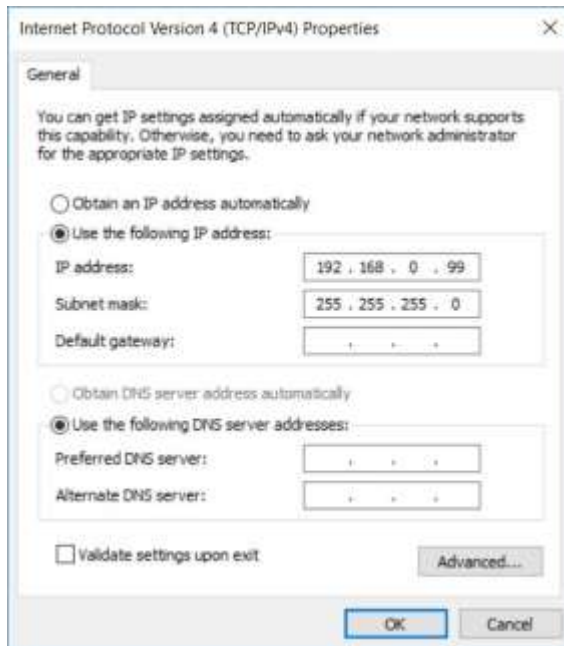 Internet Protocol Version 4 (TCP/IPv4) Properties
General
You can get IP settings assigned automatically if your network supports
this capability. Otherwise, you need to ask your network administrator
for the appropriate IP settings.
Obtain an IP address automatically
Use the following IP address:
IP address: 192 . 168 . 0 . 99
Subnet mask: 255 . 255 . 255 . 0
Default gateway: . . .
Obtain DNS server address automatically
Use the following DNS server addresses:
Preferred DNS server: . . .
Alternate DNS server: . . .
Validate settings upon exit
Advanced...
OK Cancel